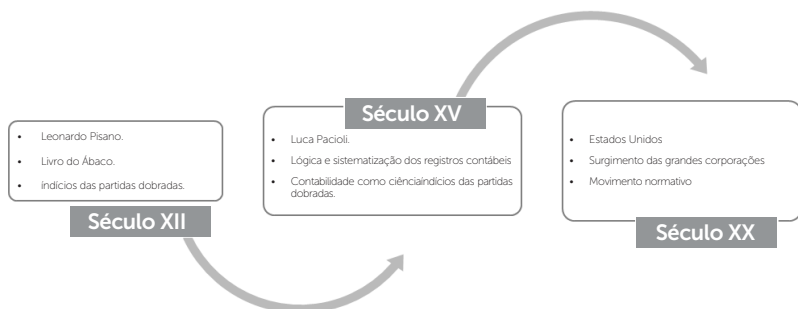 • Leonardo Pisano.
• Livro do Ábaco.
• índícios das partidas dobradas.
Século XII
Século XV
• Luca Pacioli.
• Lógica e sistematização dos registros contábeis
• Contabilidade como ciênciaindícios das partidas
dobradas.
• Estados Unidos
• Surgimento das grandes corporações
• Movimento normativo
Século XX